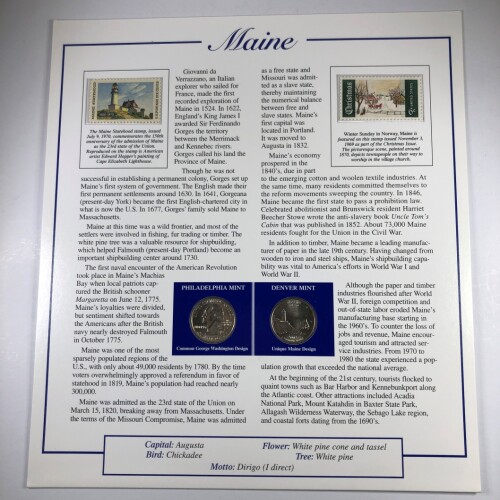 Maine
Giovanni da
Verrazano, an Italian
explorer who sailed for
France, made the first
recorded exploration of
Maine in 1524. In 1622,
England's King James I
awarded Sir Ferdinando
Gorges the territory
between the Merrimack
and Kennebec rivers.
Gorges called his land the
Province of Maine.
The Maine Statehood stamp, issued
July 9, 1970, commemorates the 150th
anniversary of the admission of Maine
as the 23rd state of the Union.
Reproduced on the stamp is American
artist Edward Hopper's painting of
Cape Elizabeth Lighthouse.
Though he was not
successful in establishing a permanent colony, Gorges set up
Maine's first system of government. The English made their
first permanent settlements around 1630. In 1641, Gorgeana
(present-day York) became the first English-chartered city in
what is now the U.S. In 1677, Gorges' family sold Maine to
Massachusetts.
Maine at this time was a wild frontier, and most of the
settlers were involved in fishing, fur trading or timber. The
white pine tree was a valuable resource for shipbuilding,
which helped Falmouth (present-day Portland) become an
important shipbuilding center around 1730.
The first naval encounter of the American Revolution
took place in Maine's Machias
Bay when local patriots cap-
tured the British schooner
Margaretta on June 12, 1775.
Maine's loyalties were divided,
but sentiment shifted towards
the Americans after the British
navy nearly destroyed Falmouth
in October 1775.
Maine was one of the most
sparsely populated regions of the
U.S., with only about 49,000 residents by 1780. By the time
voters overwhelmingly approved a referendum in favor of
statehood in 1819, Maine's population had reached nearly
300,000.
Maine was admitted as the 23rd state of the Union on
March 15, 1820, breaking away from Massachusetts. Under
the terms of the Missouri Compromise, Maine was admitted
as a free state and
Missouri was admit-
ted as a slave state,
thereby maintaining
the numerical balance
between free and
slave states. Maine's
first capital was
located in Portland.
It was moved to
Augusta in 1832.
Christmas
Winter Sunday in Norway, Maine is
pictured on this stamp issued November 3,
1969 as part of the Christmas Issue.
The picturesque scene, painted around
1870, depicts townspeople on their way to
worship in the village church.
Maine's economy
prospered in the
1840's, due in part
to the emerging cotton and woolen textile industries. At
the same time, many residents committed themselves to
the reform movements sweeping the country. In 1846,
Maine became the first state to pass a prohibition law.
Celebrated abolitionist and Brunswick resident Harriet
Beecher Stowe wrote the anti-slavery book Uncle Tom's
Cabin that was published in 1852. About 73,000 Maine
residents fought for the Union in the Civil War.
In addition to timber, Maine became a leading manufac-
turer of paper in the late 19th century. Having changed from
wooden to iron and steel ships, Maine's shipbuilding capa-
bility was vital to America's efforts in World War I and
World War II.
Although the paper and timber
industries flourished after World
War II, foreign competition and
out-of-state labor eroded Maine's
manufacturing base starting in
the 1960's. To counter the loss of
jobs and revenue, Maine encour-
aged tourism and attracted ser-
vice industries. From 1970 to
1980 the state experienced a pop-
ulation growth that exceeded the national average.
At the beginning of the 21st century, tourists flocked to
quaint towns such as Bar Harbor and Kennebunkport along
the Atlantic coast. Other attractions included Acadia
National Park, Mount Katahdin in Baxter State Park,
Allagash Wilderness Waterway, the Sebago Lake region,
and coastal forts dating from the 1690's.
PHILADELPHIA MINT
Common George Washington Design
DENVER MINT
Unique Maine Design
Capital: Augusta
Bird: Chickadee
Flower: White pine cone and tassel
Tree: White pine
Motto: Dirigo (I direct)